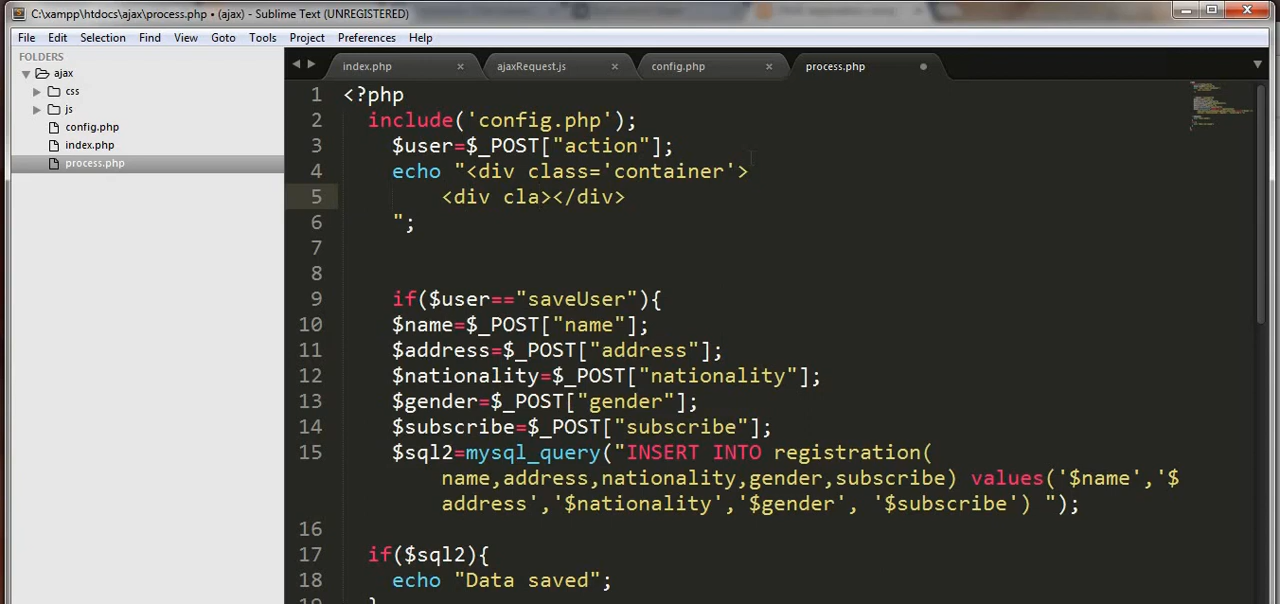 C:\xampp\htdocs\ajax\process.php • (ajax) - Sublime Text (UNREGISTERED)
File Edit Selection Find View Goto Tools Project Preferences Help
FOLDERS
ajax
css
js
config.php
index.php
process.php
index.php ajaxRequest.js config.php process.php
1 <?php
2 include('config.php');
3 $user=$_POST["action"];
4 echo "<div class='container'>
5 <div cla></div>
6 ";
7
8
9 if($user=="saveUser"){
10 $name=$_POST["name"];
11 $address=$_POST["address"];
12 $nationality=$_POST["nationality"];
13 $gender=$_POST["gender"];
14 $subscribe=$_POST["subscribe"];
15 $sql2=mysql_query("INSERT INTO registration(
name,address,nationality,gender,subscribe) values('$name','$
address','$nationality','$gender', '$subscribe') ");
16
17 if($sql2){
18 echo "Data saved";